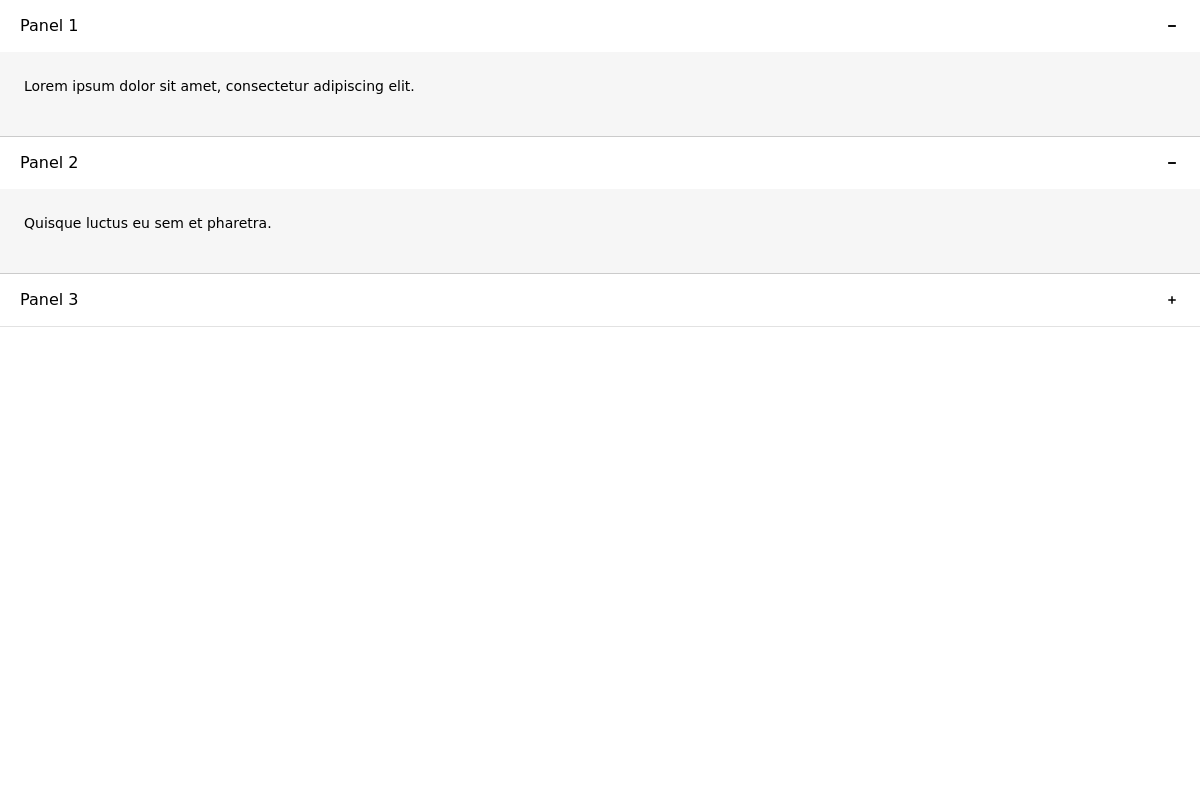 Panel 1
Lorem ipsum dolor sit amet, consectetur adipiscing elit.
Panel 2
Quisque luctus eu sem et pharetra.
Panel 3